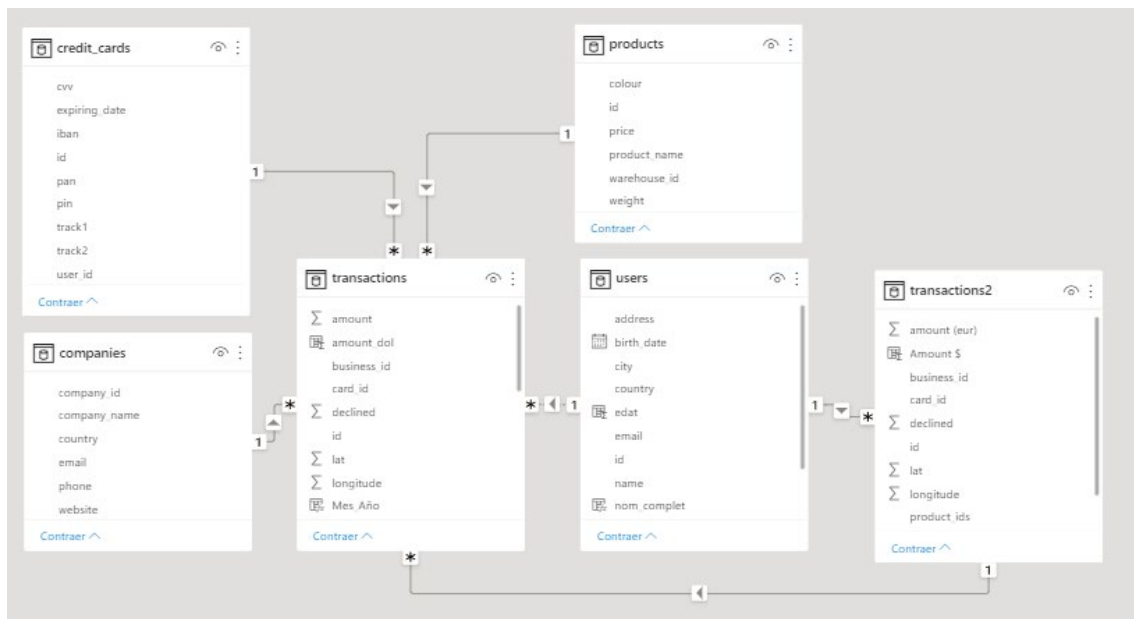 credit_cards
cvv
expiring_date
iban
id
pan
pin
track1
track2
user_id
Contraer
products
colour
id
price
product_name
warehouse_id
weight
Contraer
1
1
*
*
companies
company_id
company_name
country
email
phone
website
Contraer
1
*
transactions
amount
amount_dol
business_id
card_id
declined
id
lat
longitude
Mes_Año
Contraer
*
*
1
users
address
birth_date
city
country
edat
email
id
name
nom_complet
Contraer
1
*
transactions2
amount (eur)
Amount $
business_id
card_id
declined
id
lat
longitude
product_ids
Contraer
1